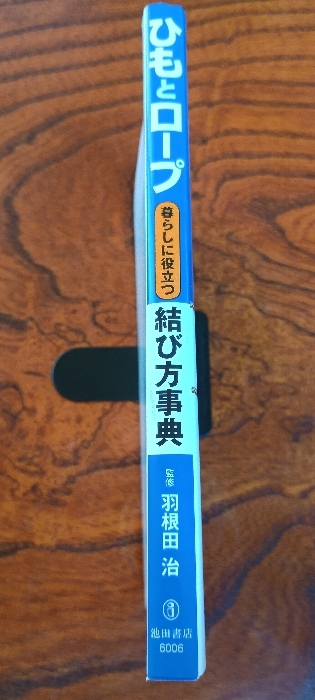 ひもとロープ
暮らしに役立つ
結び方事典
監修 羽根田 治
池田書店
6006